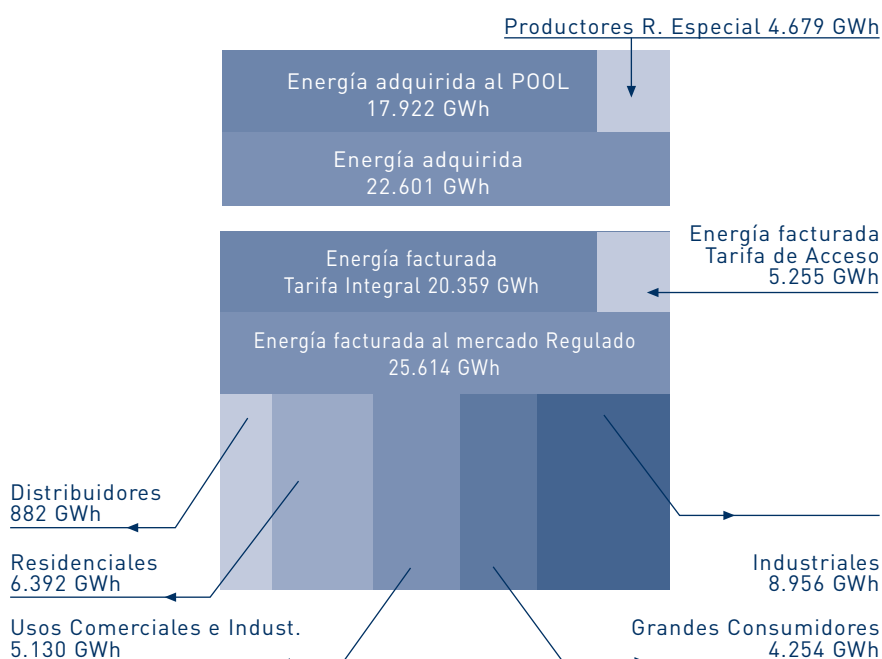 Productores R. Especial 4.679 GWh
Energía adquirida al POOL
17.922 GWh
Energía adquirida
22.601 GWh
Energía facturada
Tarifa de Acceso
5.255 GWh
Energía facturada
Tarifa Integral 20.359 GWh
Energía facturada al mercado Regulado
25.614 GWh
Distribuidores
882 GWh
Residenciales
6.392 GWh
Industriales
8.956 GWh
Usos Comerciales e Indust.
5.130 GWh
Grandes Consumidores
4.254 GWh